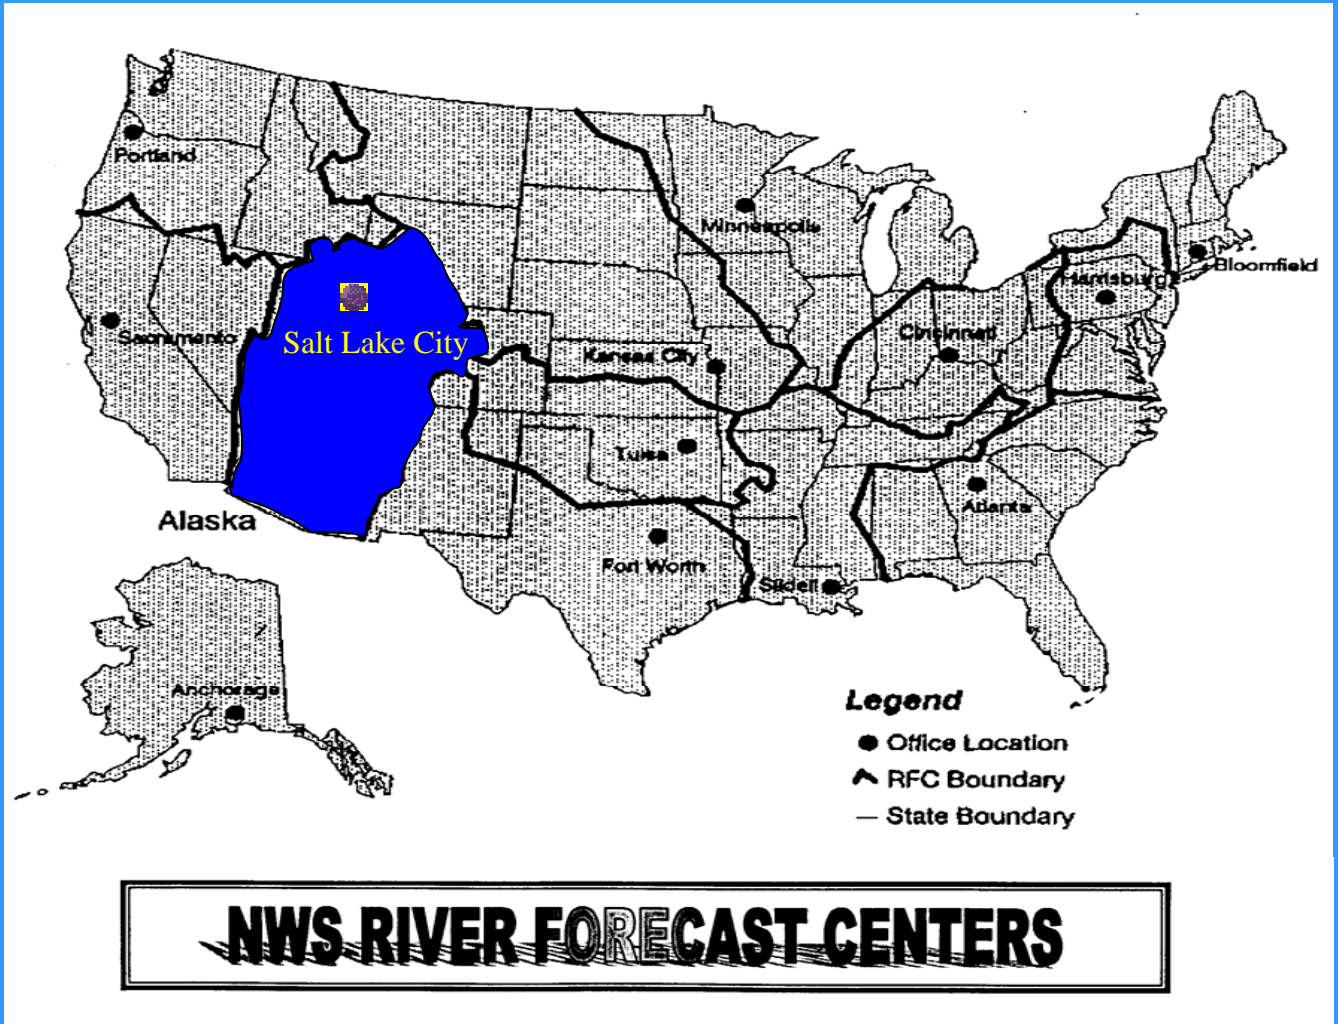 Portland
Minneapolis
Bloomfield
Harrisburg
Sacramento
Salt Lake City
Kansas City
Cincinnati
Tulsa
Atlanta
Alaska
Fort Worth
Slidell
Anchorage
Legend
Office Location
RFC Boundary
State Boundary
NWS RIVER FORECAST CENTERS